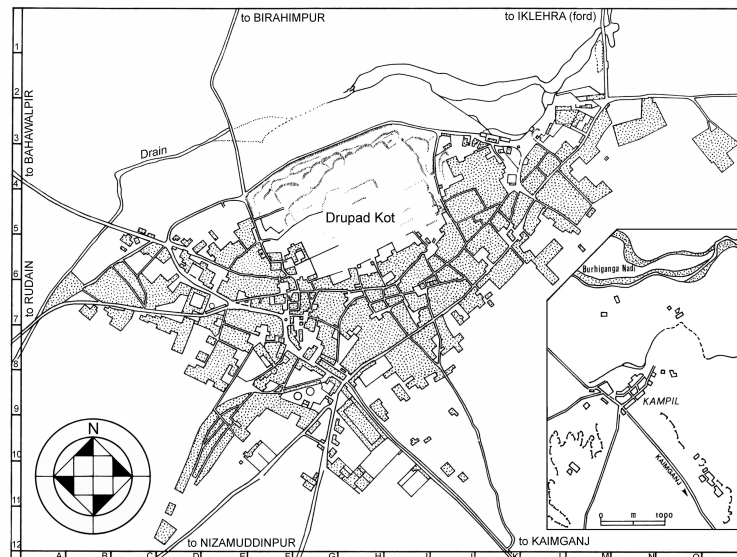 to BIRAHIMPUR
to IKLEHRA (ford)
1
2
3
4
5
6
7
8
9
10
11
12
to BAHAWALPIR
Drain
Drupad Kot
to RUDAIN
Burhiganga Nadi
KAMPIL
KAIMGANJ
0 m 1000
N
to NIZAMUDDINPUR
to KAIMGANJ
A B C D E F G H I J K L M N O